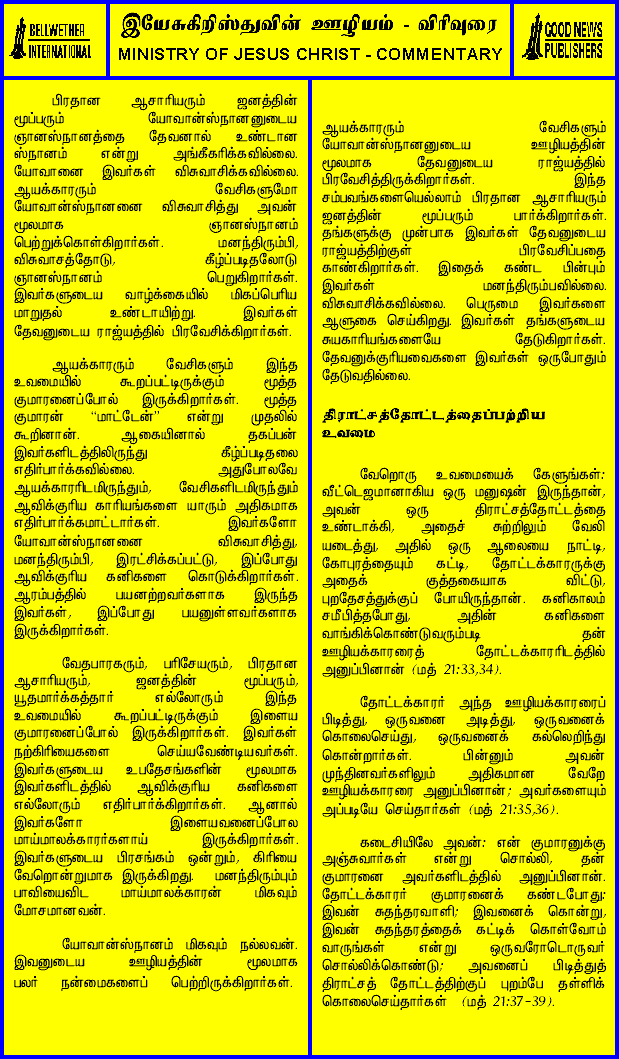 BELLWETHER
INTERNATIONAL
இயேசுகிறிஸ்துவின் ஊழியம் - விரிவுரை
MINISTRY OF JESUS CHRIST - COMMENTARY
GOOD NEWS
PUBLISHERS
பிரதான ஆசாரியரும் ஜனத்தின்
மூப்பரும் யோவான்ஸ்நானனுடைய
ஞானஸ்நானத்தை தேவனால் உண்டான
ஸ்நானம் என்று அங்கீகரிக்கவில்லை.
யோவானை இவர்கள் விசுவாசிக்கவில்லை.
ஆயக்காரரும் வேசிகளுமோ
யோவான்ஸ்நானனை விசுவாசித்து அவன்
மூலமாக ஞானஸ்நானம்
பெற்றுக்கொள்கிறார்கள். மனந்திரும்பி,
விசுவாசத்தோடு, கீழ்ப்படிதலோடு
ஞானஸ்நானம் பெறுகிறார்கள்.
இவர்களுடைய வாழ்க்கையில் மிகப்பெரிய
மாறுதல் உண்டாயிற்று. இவர்கள்
தேவனுடைய ராஜ்யத்தில் பிரவேசிக்கிறார்கள்.
ஆயக்காரரும் வேசிகளும் இந்த
உவமையில் கூறப்பட்டிருக்கும் மூத்த
குமாரனைப்போல் இருக்கிறார்கள். மூத்த
குமாரன் “மாட்டேன்” என்று முதலில்
கூறினான். ஆகையினால் தகப்பன்
இவர்களிடத்திலிருந்து கீழ்ப்படிதலை
எதிர்பார்க்கவில்லை. அதுபோலவே
ஆயக்காரரிடமிருந்தும், வேசிகளிடமிருந்தும்
ஆவிக்குரிய காரியங்களை யாரும் அதிகமாக
எதிர்பார்க்கமாட்டார்கள். இவர்களோ
யோவான்ஸ்நானனை விசுவாசித்து,
மனந்திரும்பி, இரட்சிக்கப்பட்டு, இப்போது
ஆவிக்குரிய கனிகளை கொடுக்கிறார்கள்.
ஆரம்பத்தில் பயனற்றவர்களாக இருந்த
இவர்கள், இப்போது பயனுள்ளவர்களாக
இருக்கிறார்கள்.
வேதபாரகரும், பரிசேயரும், பிரதான
ஆசாரியரும், ஜனத்தின் மூப்பரும்,
யூதமார்க்கத்தார் எல்லோரும் இந்த
உவமையில் கூறப்பட்டிருக்கும் இளைய
குமாரனைப்போல் இருக்கிறார்கள். இவர்கள்
நற்கிரியைகளை செய்யவேண்டியவர்கள்.
இவர்களுடைய உபதேசங்களின் மூலமாக
இவர்களிடத்தில் ஆவிக்குரிய கனிகளை
எல்லோரும் எதிர்பார்க்கிறார்கள். ஆனால்
இவர்களோ இளையவனைப்போல
மாய்மாலக்காரர்களாய் இருக்கிறார்கள்.
இவர்களுடைய பிரசங்கம் ஒன்றும், கிரியை
வேறொன்றுமாக இருக்கிறது. மனந்திரும்பும்
பாவியைவிட மாய்மாலக்காரன் மிகவும்
மோசமானவன்.
யோவான்ஸ்நானம் மிகவும் நல்லவன்.
இவனுடைய ஊழியத்தின் மூலமாக
பலர் நன்மைகளைப் பெற்றிருக்கிறார்கள்.
ஆயக்காரரும் வேசிகளும்
யோவான்ஸ்நானனுடைய ஊழியத்தின்
மூலமாக தேவனுடைய ராஜ்யத்தில்
பிரவேசித்திருக்கிறார்கள். இந்த
சம்பவங்களையெல்லாம் பிரதான ஆசாரியரும்
ஜனத்தின் மூப்பரும் பார்க்கிறார்கள்.
தங்களுக்கு முன்பாக இவர்கள் தேவனுடைய
ராஜ்யத்திற்குள் பிரவேசிப்பதை
காண்கிறார்கள். இதைக் கண்ட பின்பும்
இவர்கள் மனந்திரும்பவில்லை.
விசுவாசிக்கவில்லை. பெருமை இவர்களை
ஆளுகை செய்கிறது. இவர்கள் தங்களுடைய
சுயகாரியங்களையே தேடுகிறார்கள்.
தேவனுக்குரியவைகளை இவர்கள் ஒருபோதும்
தேடுவதில்லை.
திராட்சத்தோட்டத்தைப்பற்றிய
உவமை
வேறொரு உவமையைக் கேளுங்கள்:
வீட்டெஜமானாகிய ஒரு மனுஷன் இருந்தான்,
அவன் ஒரு திராட்சத்தோட்டத்தை
உண்டாக்கி, அதைச் சுற்றிலும் வேலி
யடைத்து, அதில் ஒரு ஆலையை நாட்டி,
கோபுரத்தையும் கட்டி, தோட்டக்காரருக்கு
அதைக் குத்தகையாக விட்டு,
புறதேசத்துக்குப் போயிருந்தான். கனிகாலம்
சமீபித்தபோது, அதின் கனிகளை
வாங்கிக்கொண்டுவரும்படி தன்
ஊழியக்காரரைத் தோட்டக்காரரிடத்தில்
அனுப்பினான் (மத் 21:33,34).
தோட்டக்காரர் அந்த ஊழியக்காரரைப்
பிடித்து, ஒருவனை அடித்து, ஒருவனைக்
கொலைசெய்து, ஒருவனைக் கல்லெறிந்து
கொன்றார்கள். பின்னும் அவன்
முந்தினவர்களிலும் அதிகமான வேறே
ஊழியக்காரரை அனுப்பினான்; அவர்களையும்
அப்படியே செய்தார்கள் (மத் 21:35,36).
கடைசியிலே அவன்: என் குமாரனுக்கு
அஞ்சுவார்கள் என்று சொல்லி, தன்
குமாரனை அவர்களிடத்தில் அனுப்பினான்.
தோட்டக்காரர் குமாரனைக் கண்டபோது:
இவன் சுதந்தரவாளி; இவனைக் கொன்று,
இவன் சுதந்தரத்தைக் கட்டிக் கொள்வோம்
வாருங்கள் என்று ஒருவரோடொருவர்
சொல்லிக்கொண்டு; அவனைப் பிடித்துத்
திராட்சத் தோட்டத்திற்குப் புறம்பே தள்ளிக்
கொலைசெய்தார்கள் (மத் 21:37-39).